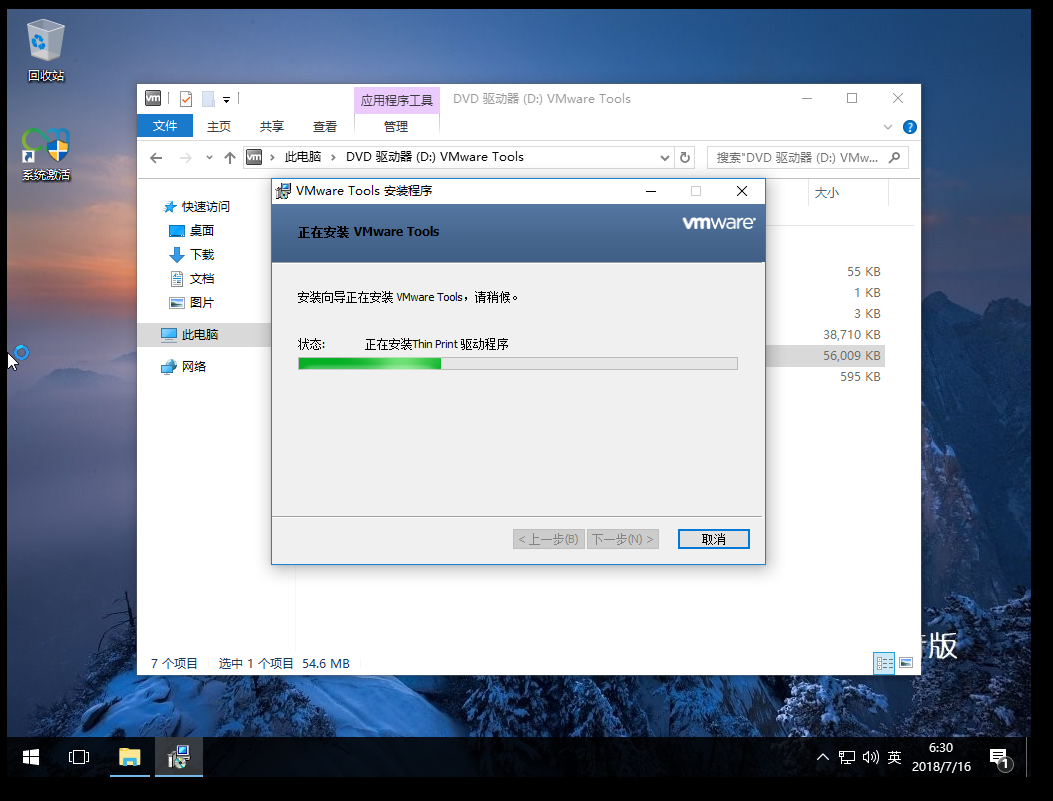 回收站
系统激活
vm
应用程序工具
DVD 驱动器 (D:) VMware Tools
文件
主页
共享
查看
管理
vm
此电脑
DVD 驱动器 (D:) VMware Tools
搜索"DVD 驱动器 (D:) VMw...
快速访问
桌面
下载
文档
图片
此电脑
网络
大小
55 KB
1 KB
3 KB
38,710 KB
56,009 KB
595 KB
VMware Tools 安装程序
正在安装 VMware Tools
vmware
安装向导正在安装 VMware Tools，请稍候。
状态: 正在安装Thin Print 驱动程序
< 上一步(B)
下一步(N) >
取消
7 个项目
选中 1 个项目 54.6 MB
版
英
6:30
2018/7/16
1